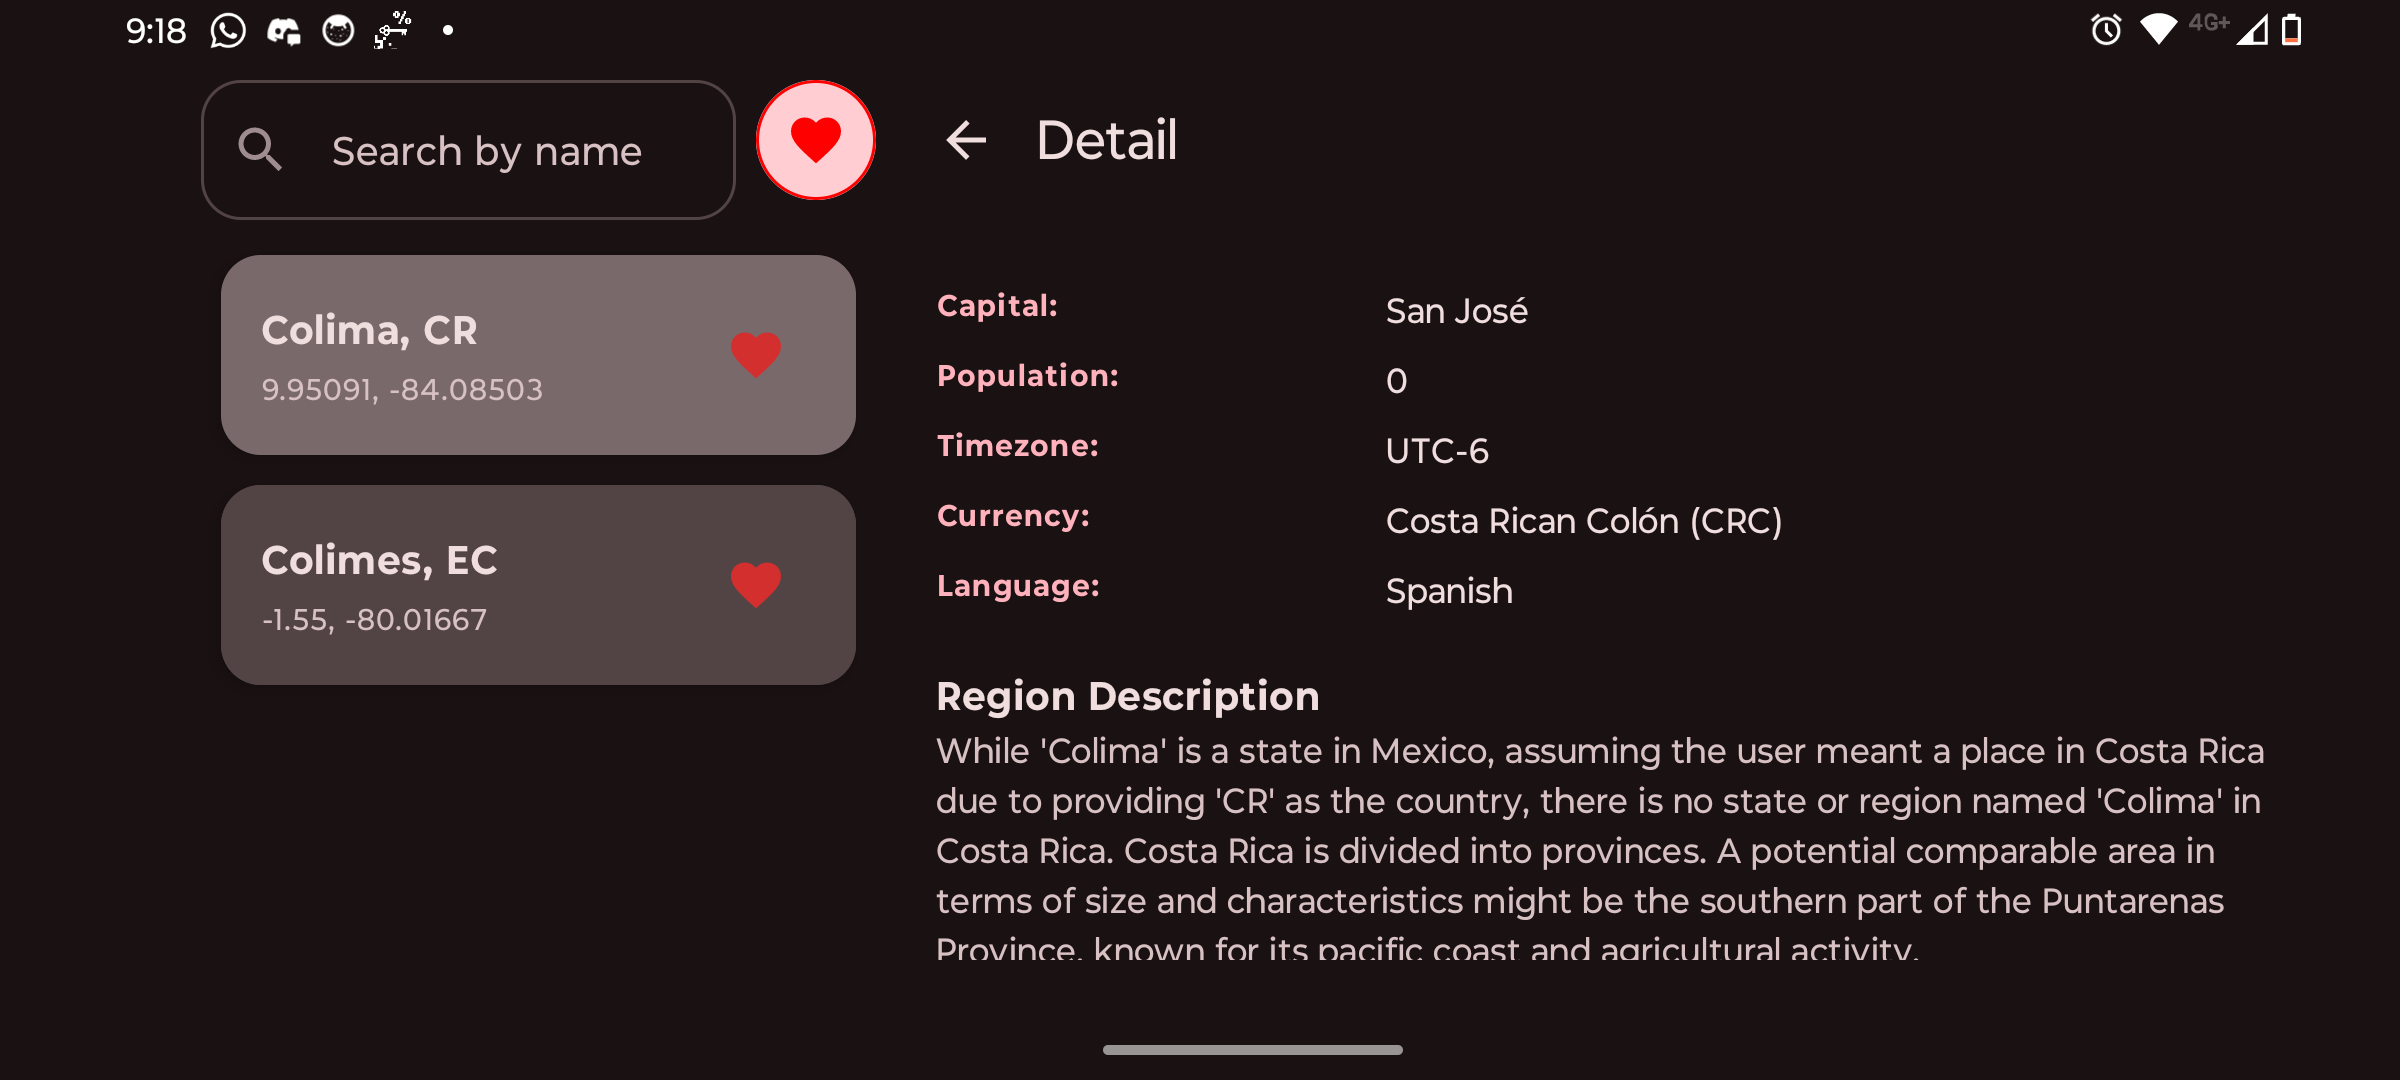 9:18
4G+
Search by name
Colima, CR
9.95091, -84.08503
Colimes, EC
-1.55, -80.01667
Detail
Capital: San José
Population: 0
Timezone: UTC-6
Currency: Costa Rican Colón (CRC)
Language: Spanish
Region Description
While 'Colima' is a state in Mexico, assuming the user meant a place in Costa Rica
due to providing 'CR' as the country, there is no state or region named 'Colima' in
Costa Rica. Costa Rica is divided into provinces. A potential comparable area in
terms of size and characteristics might be the southern part of the Puntarenas
Province, known for its pacific coast and agricultural activity.